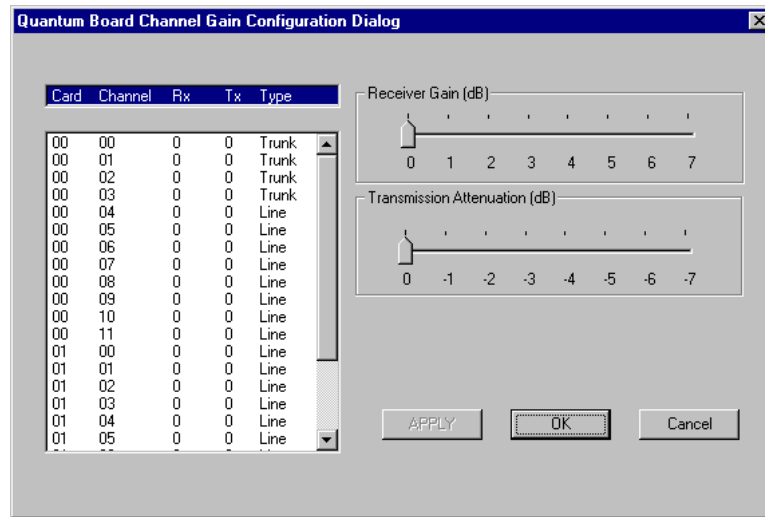 Quantum Board Channel Gain Configuration Dialog
Card Channel Rx Tx Type
00 00 0 0 Trunk
00 01 0 0 Trunk
00 02 0 0 Trunk
00 03 0 0 Trunk
00 04 0 0 Line
00 05 0 0 Line
00 06 0 0 Line
00 07 0 0 Line
00 08 0 0 Line
00 09 0 0 Line
00 10 0 0 Line
00 11 0 0 Line
01 00 0 0 Line
01 01 0 0 Line
01 02 0 0 Line
01 03 0 0 Line
01 04 0 0 Line
01 05 0 0 Line
Receiver Gain (dB)
0 1 2 3 4 5 6 7
Transmission Attenuation (dB)
0 -1 -2 -3 -4 -5 -6 -7
APPLY OK Cancel